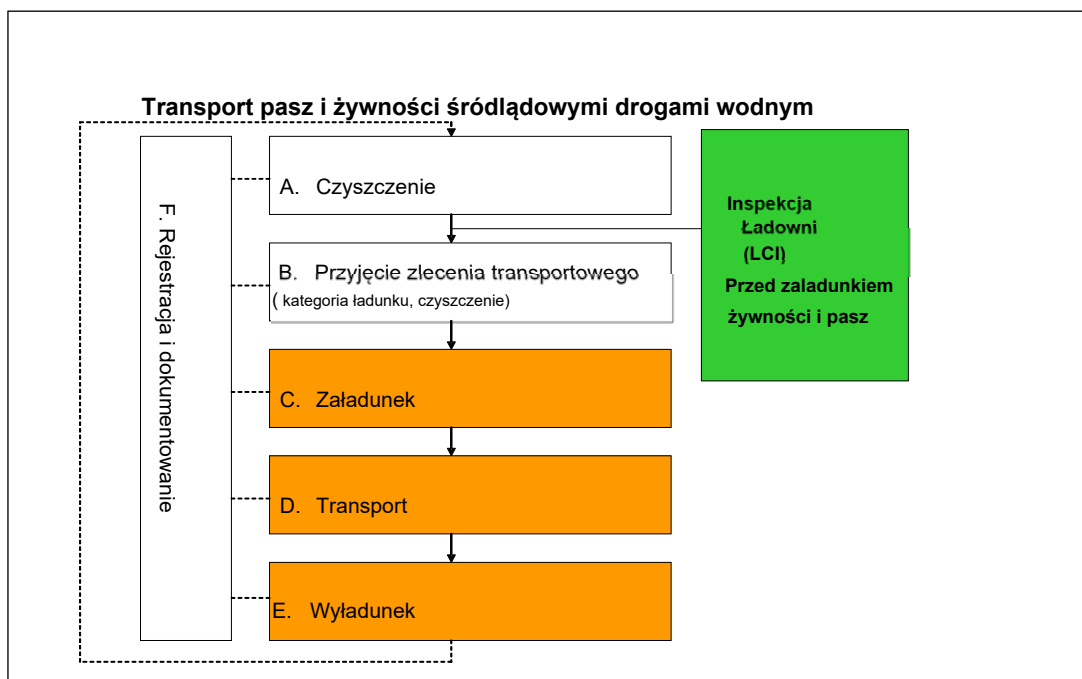 Transport pasz i żywności śródlądowymi drogami wodnym
F. Rejestracja i dokumentowanie
A. Czyszczenie
B. Przyjęcie zlecenia transportowego
( kategoria ładunku, czyszczenie)
C. Załadunek
D. Transport
E. Wyładunek
Inspekcja
Ładowni
(LCI)
Przed zaladunkiem
żywności i pasz